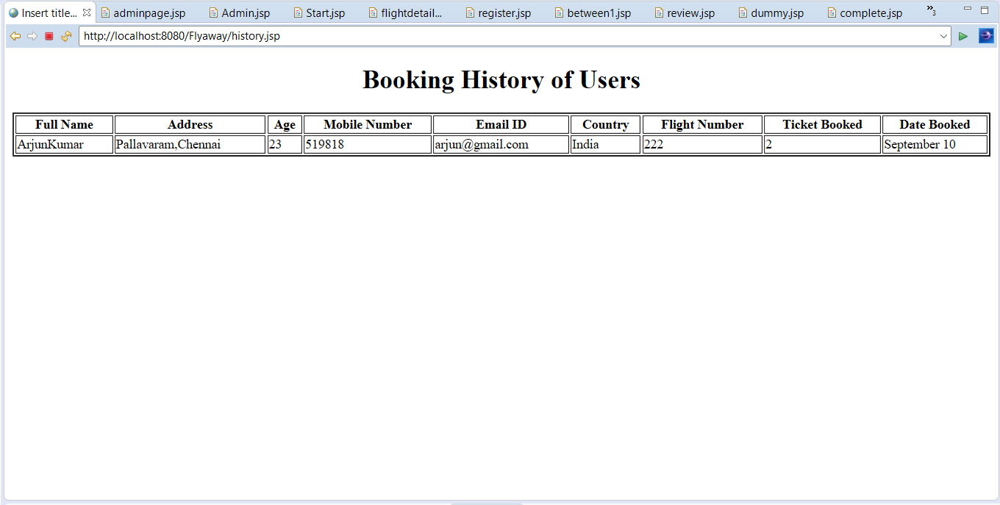 Insert title... adminpage.jsp Admin.jsp Start.jsp flightdetail... register.jsp between1.jsp review.jsp dummy.jsp complete.jsp »3
http://localhost:8080/Flyaway/history.jsp
Booking History of Users
Full Name Address Age Mobile Number Email ID Country Flight Number Ticket Booked Date Booked
ArjunKumar Pallavaram,Chennai 23 519818 arjun@gmail.com India 222 2 September 10